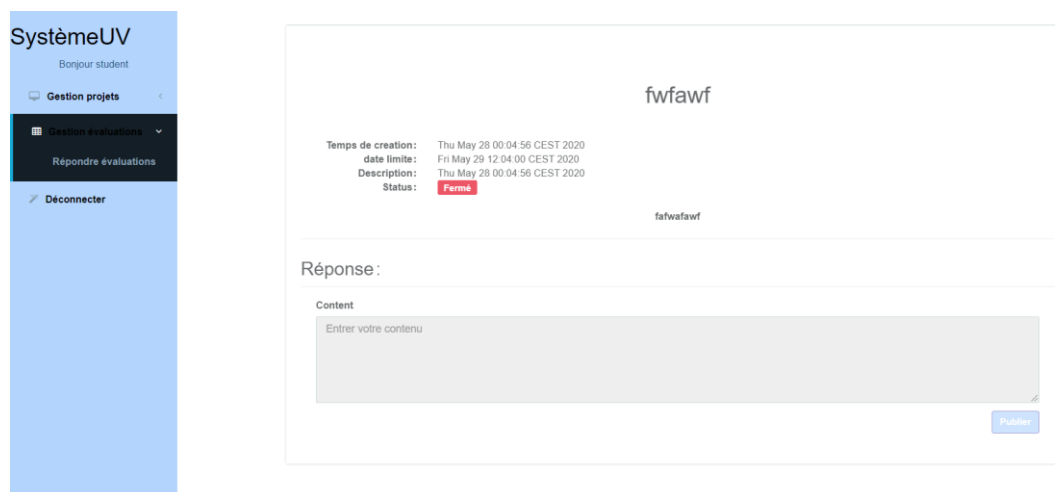 SystèmeUV
Bonjour student
Gestion projets
Gestion évaluations
Répondre évaluations
Déconnecter
fwfawf
Temps de creation: Thu May 28 00:04:56 CEST 2020
date limite: Fri May 29 12:04:00 CEST 2020
Description: Thu May 28 00:04:56 CEST 2020
Status: Fermé
fafwafawf
Réponse:
Content
Entrer votre contenu
Publier